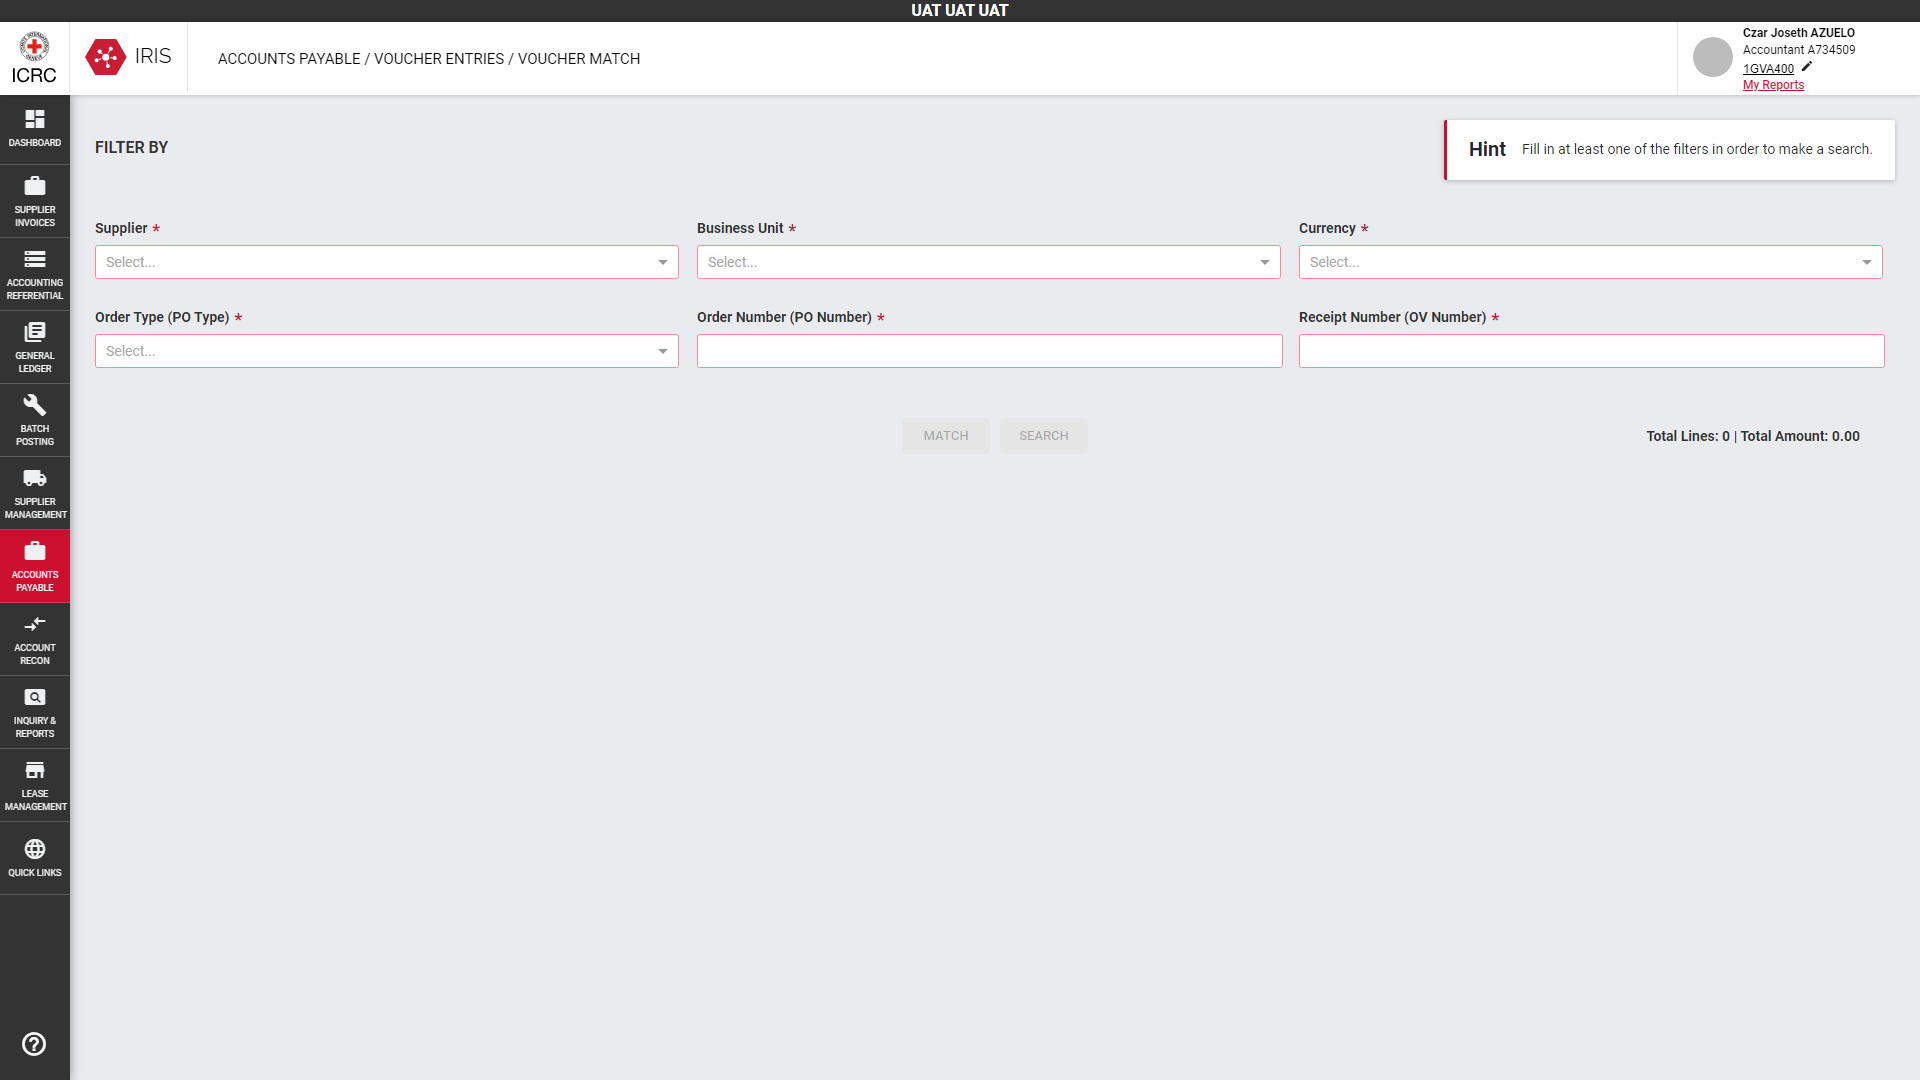 UAT UAT UAT
ICRC
IRIS
ACCOUNTS PAYABLE / VOUCHER ENTRIES / VOUCHER MATCH
Czar Joseth AZUELO
Accountant A734509
1GVA400
My Reports
DASHBOARD
SUPPLIER
INVOICES
ACCOUNTING
REFERENTIAL
GENERAL
LEDGER
BATCH
POSTING
SUPPLIER
MANAGEMENT
ACCOUNTS
PAYABLE
ACCOUNT
RECON
INQUIRY &
REPORTS
LEASE
MANAGEMENT
QUICK LINKS
FILTER BY
Hint Fill in at least one of the filters in order to make a search.
Supplier * Business Unit * Currency *
Select... Select... Select...
Order Type (PO Type) * Order Number (PO Number) * Receipt Number (OV Number) *
Select...
MATCH SEARCH Total Lines: 0 | Total Amount: 0.00